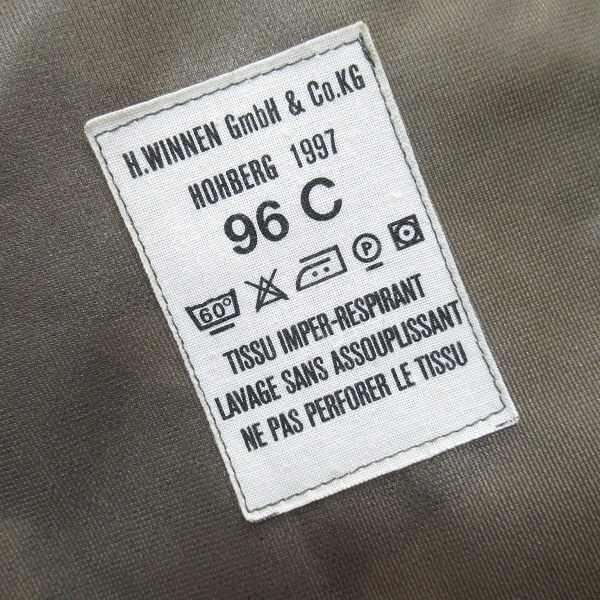 H.WINNEN GmbH & Co.KG
HOHBERG 1997
96 C
60° P
TISSU IMPER-RESPIRANT
LAVAGE SANS ASSOUPLISSANT
NE PAS PERFORER LE TISSU